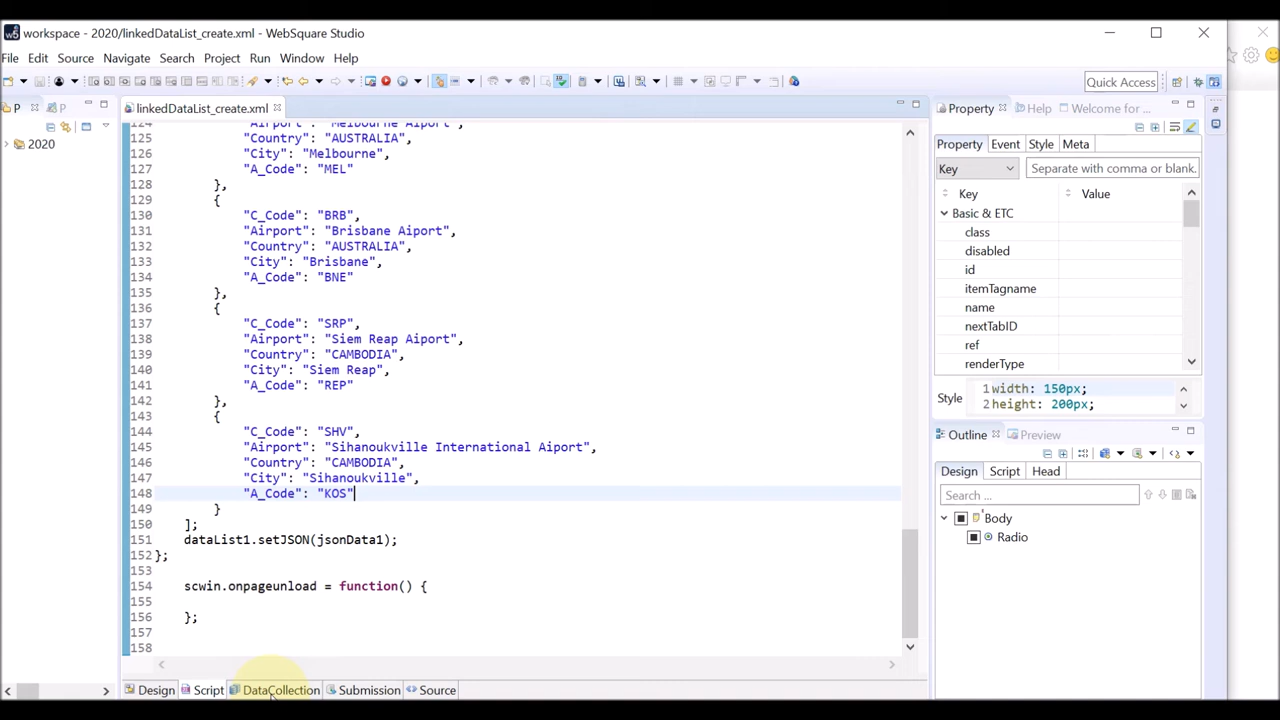 workspace - 2020/linkedDataList_create.xml - WebSquare Studio
File Edit Source Navigate Search Project Run Window Help
Quick Access
P P
linkedDataList_create.xml
Property Help Welcome for ...
2020
Property Event Style Meta
Key Separate with comma or blank.
Key Value
Basic & ETC
class
disabled
id
itemTagname
name
nextTabID
ref
renderType
Style
1 width: 150px;
2 height: 200px;
Outline Preview
Design Script Head
Search ...
Body
Radio
124 "Airport": "Melbourne Aiport",
125 "Country": "AUSTRALIA",
126 "City": "Melbourne",
127 "A_Code": "MEL"
128 },
129 {
130 "C_Code": "BRB",
131 "Airport": "Brisbane Aiport",
132 "Country": "AUSTRALIA",
133 "City": "Brisbane",
134 "A_Code": "BNE"
135 },
136 {
137 "C_Code": "SRP",
138 "Airport": "Siem Reap Aiport",
139 "Country": "CAMBODIA",
140 "City": "Siem Reap",
141 "A_Code": "REP"
142 },
143 {
144 "C_Code": "SHV",
145 "Airport": "Sihanoukville International Aiport",
146 "Country": "CAMBODIA",
147 "City": "Sihanoukville",
148 "A_Code": "KOS"
149 }
150 ];
151 dataList1.setJSON(jsonData1);
152 };
153
154 scwin.onpageunload = function() {
155
156 };
157
158
Design Script DataCollection Submission Source